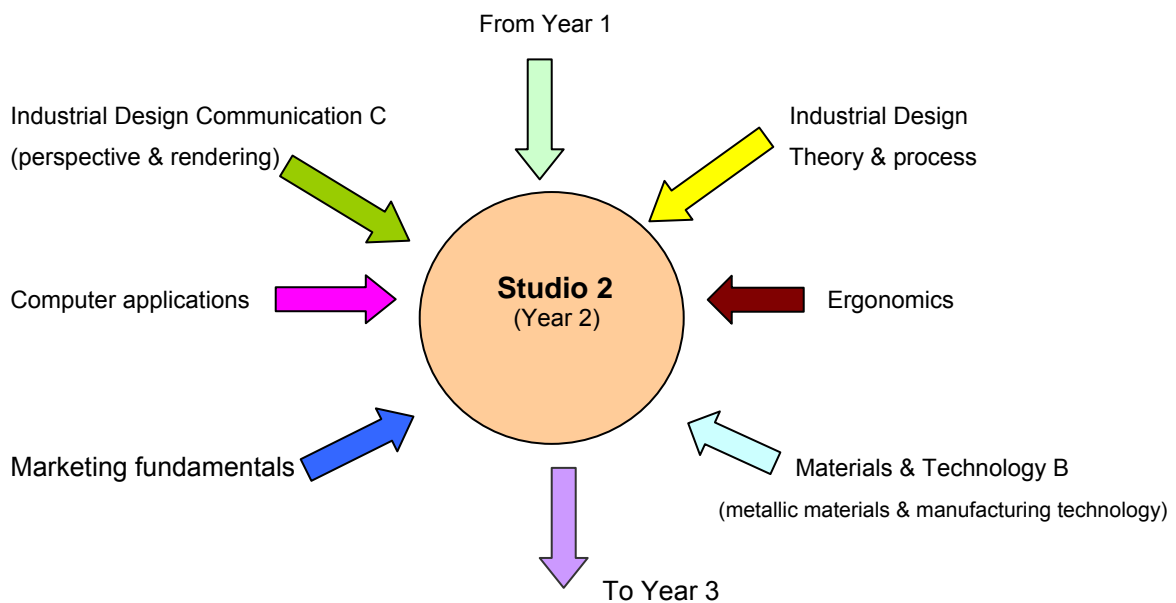 From Year 1
Industrial Design Communication C
(perspective & rendering)
Industrial Design
Theory & process
Computer applications
Studio 2
(Year 2)
Ergonomics
Marketing fundamentals
Materials & Technology B
(metallic materials & manufacturing technology)
To Year 3